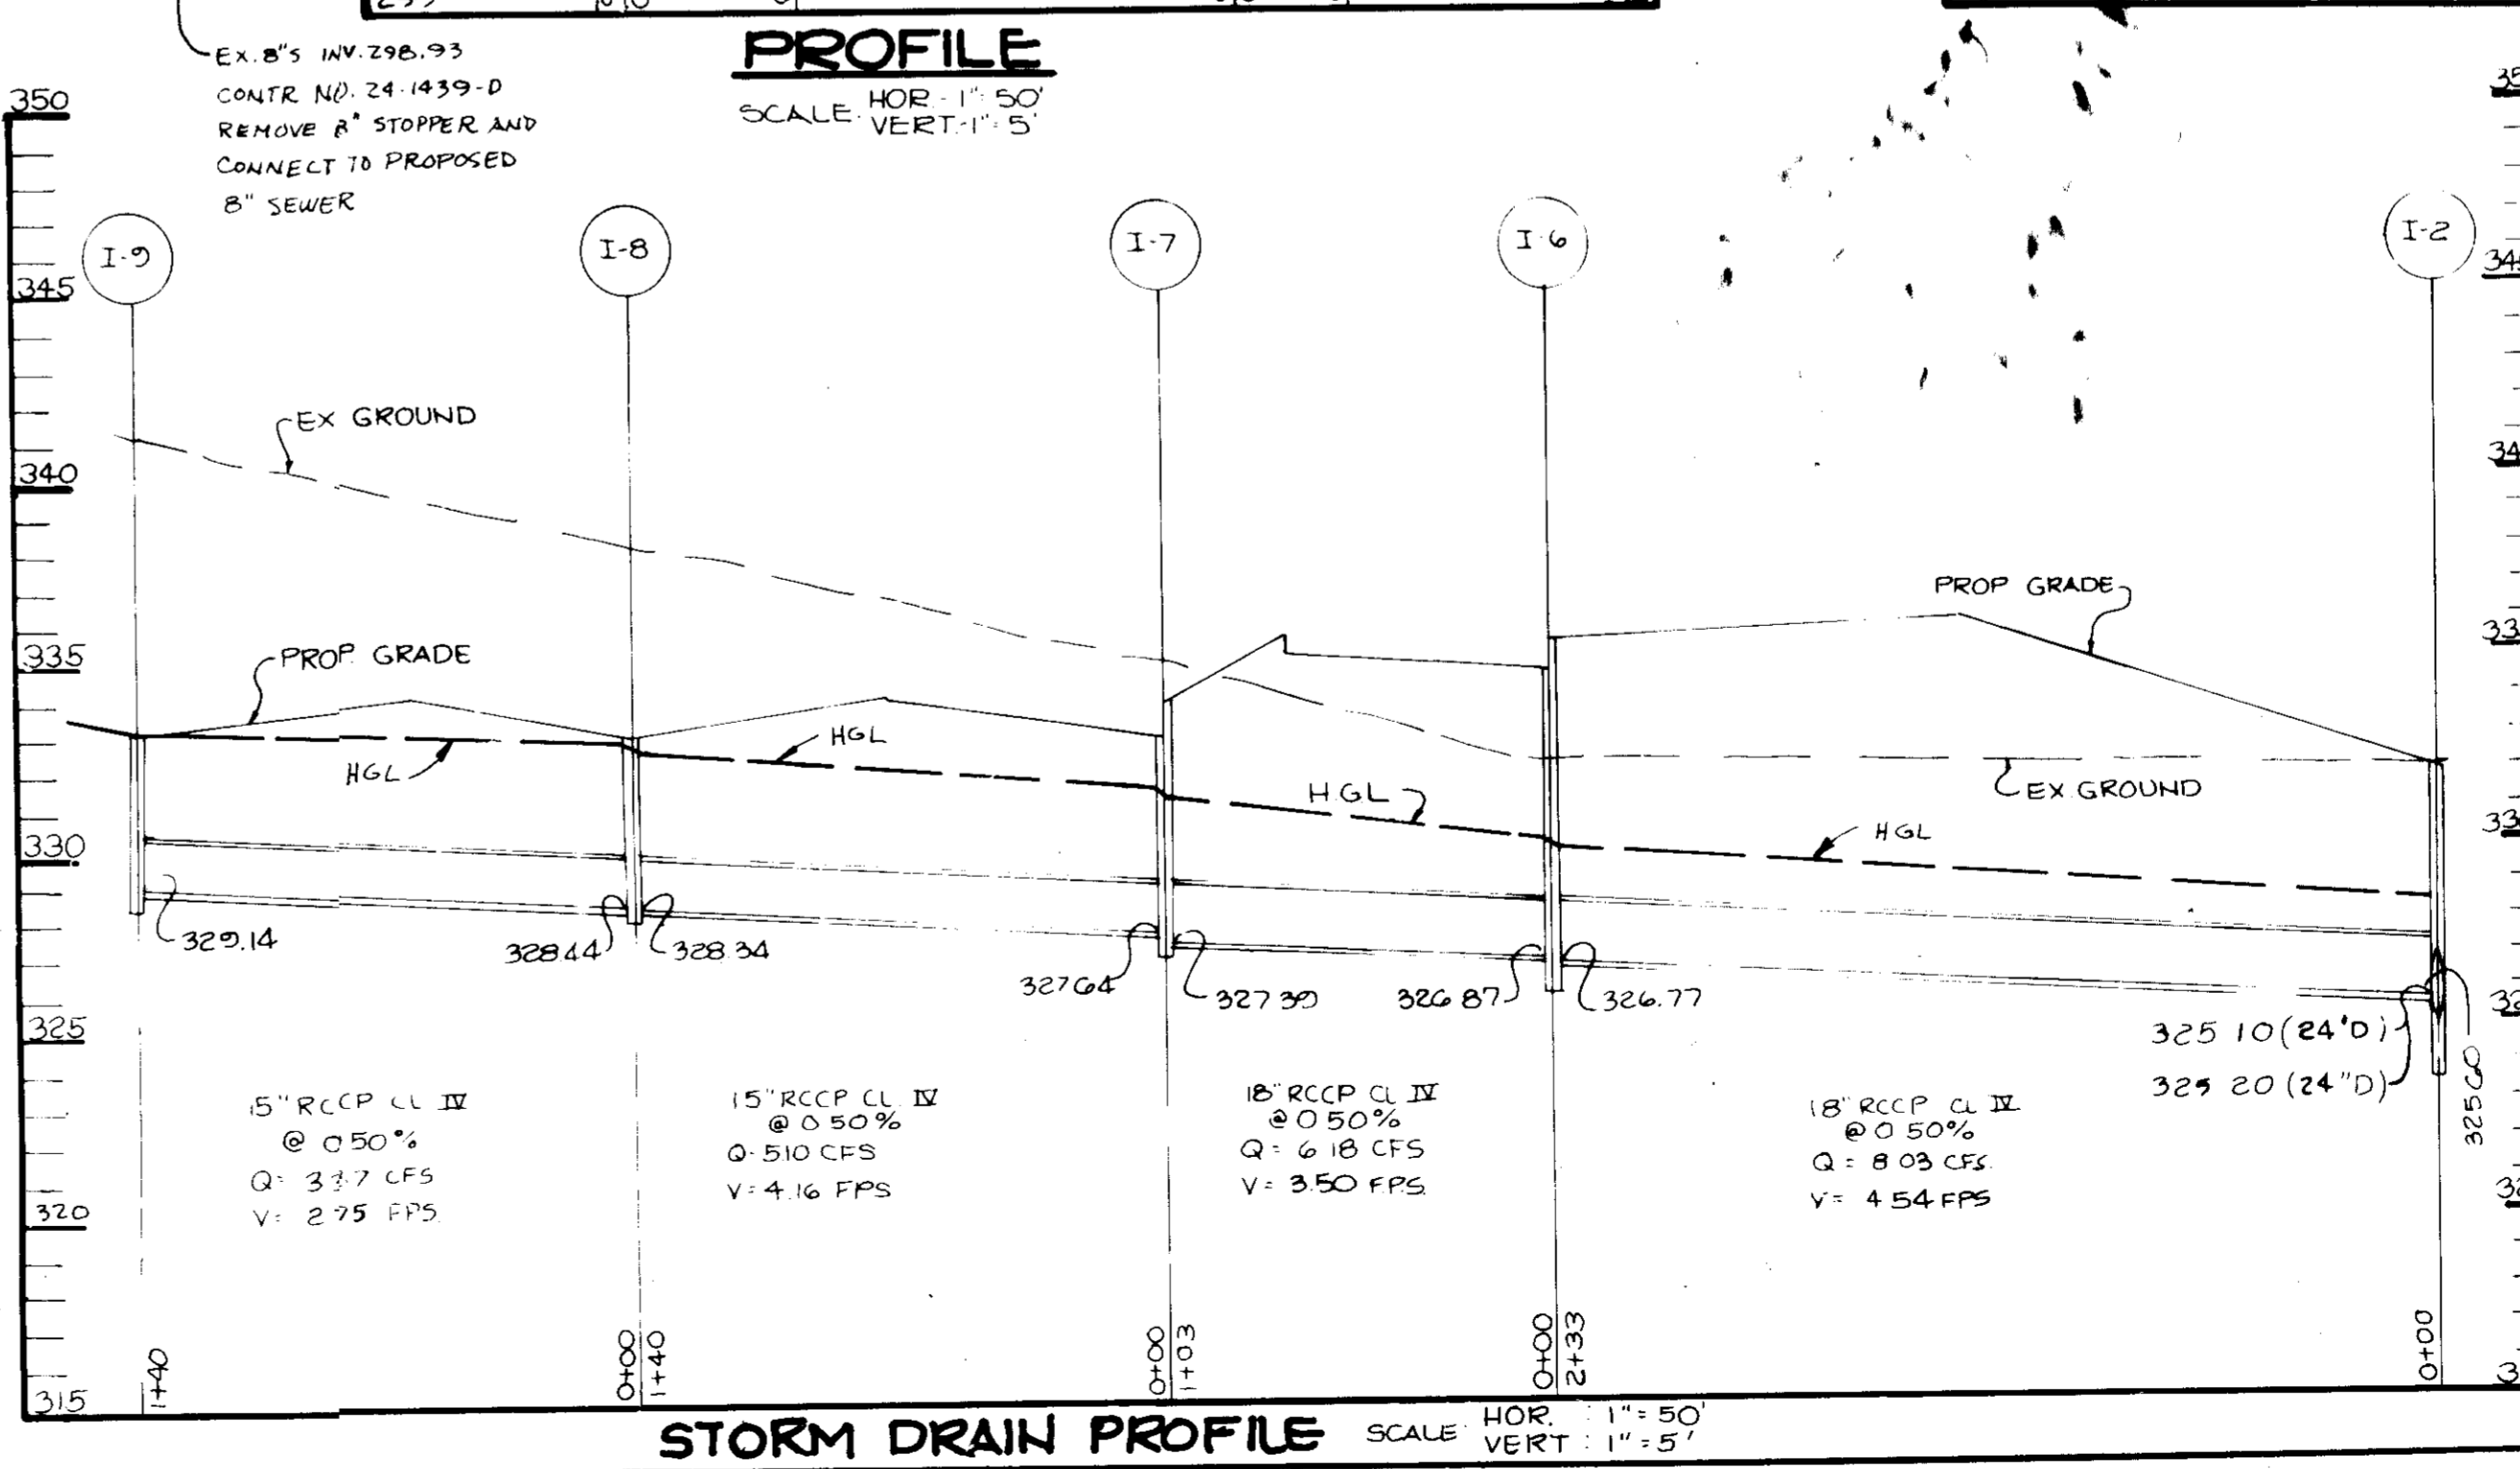 PROFILE
SCALE: HOR.- 1": 50'
VERT.-1": 5'
EX. 8"S INV. 298.93
CONTR NO. 24-1439-D
REMOVE 8" STOPPER AND
CONNECT TO PROPOSED
8" SEWER
350
345
340
335
330
325
320
315
I-9
I-8
I-7
I-6
I-2
EX GROUND
PROP. GRADE
HGL
HGL
H.G.L
PROP GRADE
EX. GROUND
HGL
329.14
328.44
328.34
327.64
327.39
326.87
326.77
325 10 (24"D)
325 20 (24"D)
15" RCCP CL IV
@ 0.50%
V= 2.75 FPS.
15" RCCP CL. IV
@ 0.50%
Q-5.10 CFS
V=4.16 FPS
18" RCCP CL IV
@ 0.50%
Q= 6.18 CFS
V= 3.50 F.P.S.
18" RCCP CL IV
@ 0.50%
Q= 8.03 CFS.
V= 4.54 FPS
1+40
0+00
1+40
0+00
1+03
0+00
2+33
0+00
STORM DRAIN PROFILE
SCALE: HOR. : 1"=50'
VERT : 1"=5'